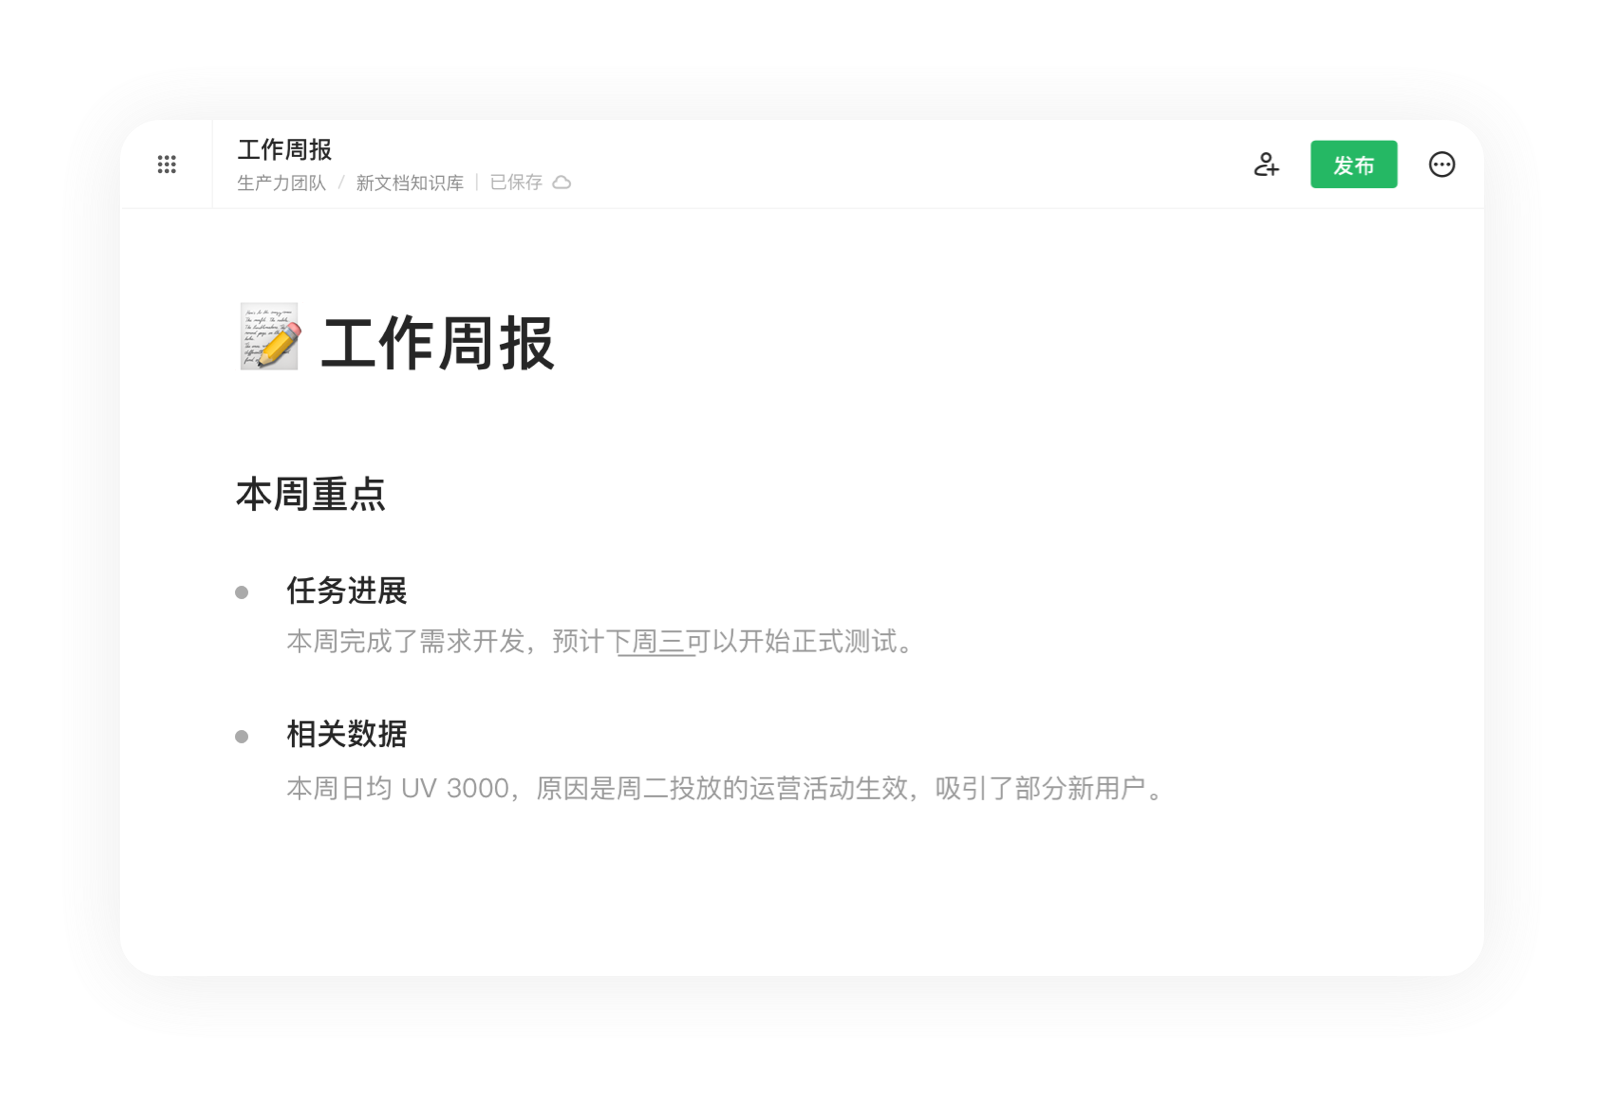 工作周报
生产力团队 / 新文档知识库 | 已保存
发布
📝 工作周报
本周重点
任务进展
本周完成了需求开发，预计下周三可以开始正式测试。
相关数据
本周日均 UV 3000，原因是周二投放的运营活动生效，吸引了部分新用户。